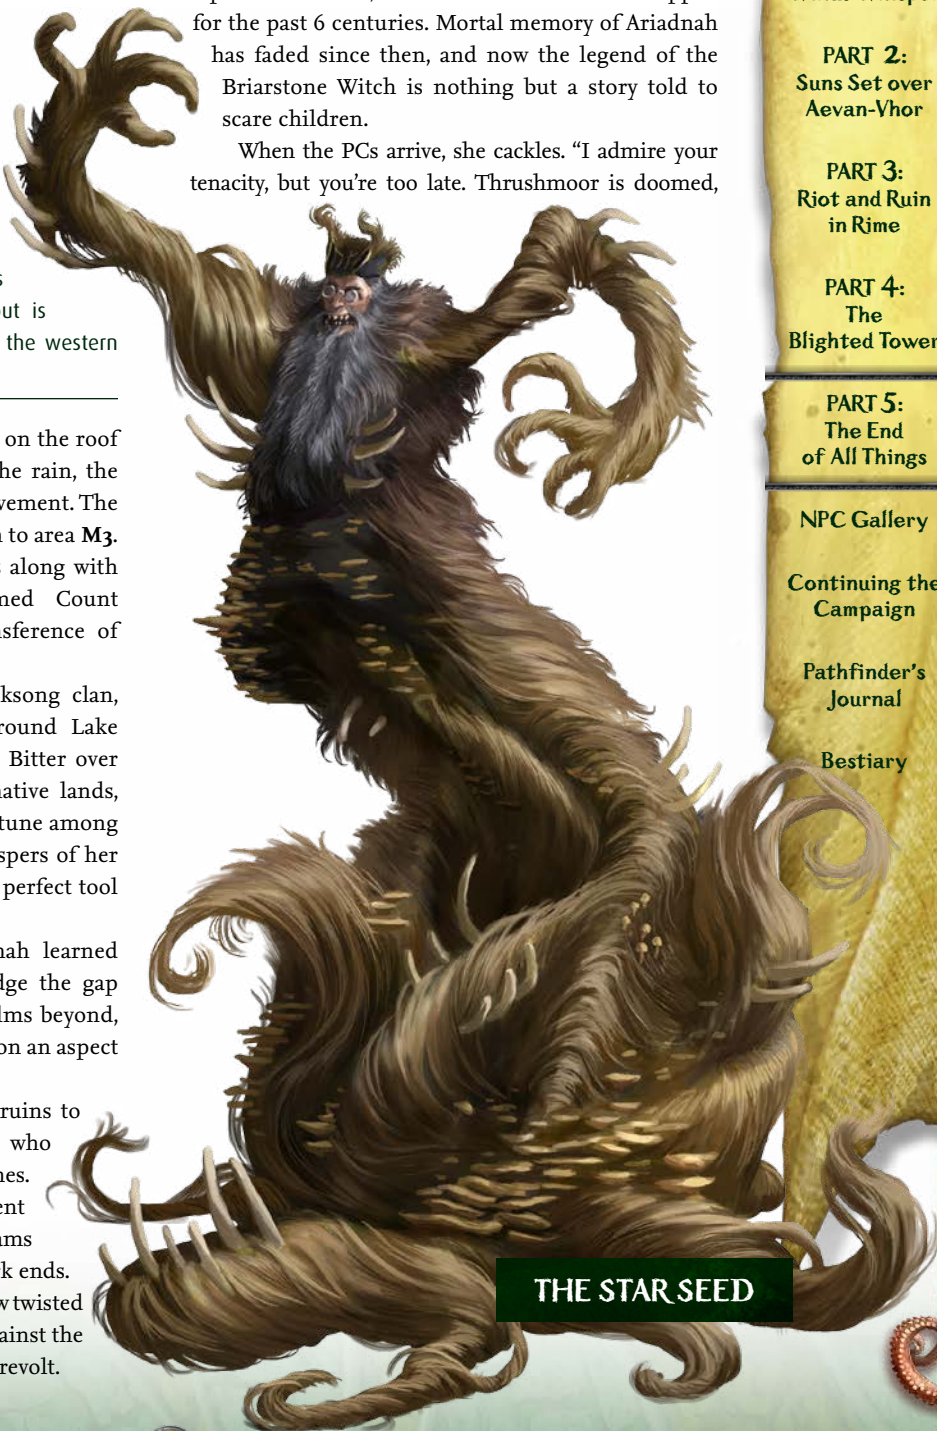 for the past 6 centuries. Mortal memory of Ariadnah
has faded since then, and now the legend of the
Briarstone Witch is nothing but a story told to
scare children.
When the PCs arrive, she cackles. “I admire your
tenacity, but you’re too late. Thrushmoor is doomed,
out is
the western
on the roof
he rain, the
vement. The
n to area M3.
s along with
med Count
nsference of
ksong clan,
round Lake
Bitter over
native lands,
tune among
spers of her
perfect tool
nah learned
dge the gap
lms beyond,
on an aspect
ruins to
who
nes.
ent
ams
rk ends.
w twisted
ainst the
revolt.
THE STAR SEED
PART 2:
Suns Set over
Aevan-Vhor
PART 3:
Riot and Ruin
in Rime
PART 4:
The
Blighted Tower
PART 5:
The End
of All Things
NPC Gallery
Continuing the
Campaign
Pathfinder’s
Journal
Bestiary